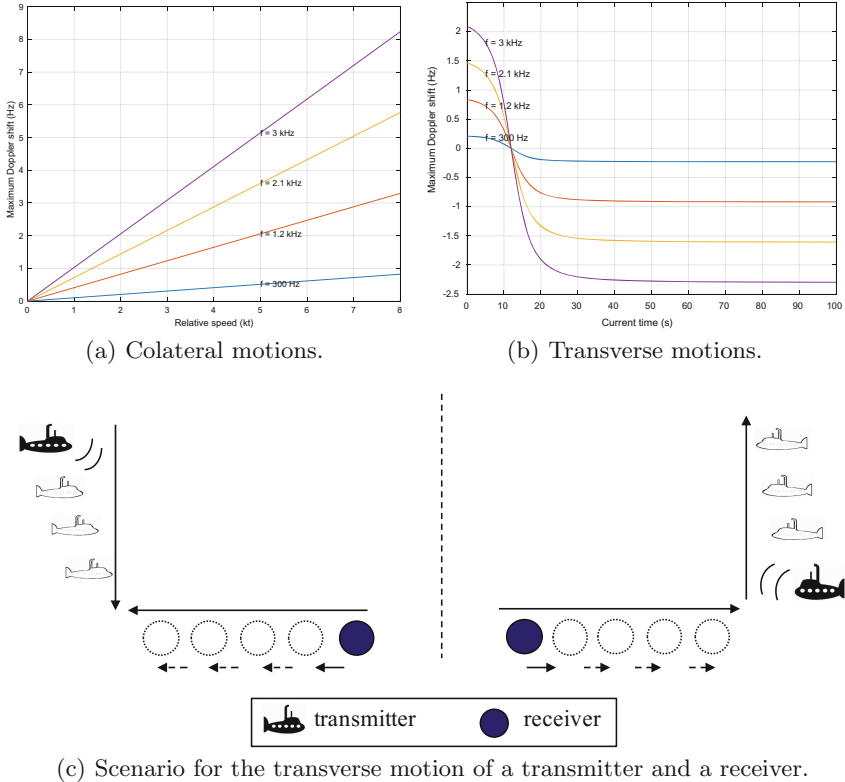 9
8
7
6
5
4
3
2
1
0
Maximum Doppler shift (Hz)
f = 3 kHz
f = 2.1 kHz
f = 1.2 kHz
f = 300 Hz
0 1 2 3 4 5 6 7 8
Relative speed (kt)
(a) Colateral motions.
2
1.5
1
0.5
0
-0.5
-1
-1.5
-2
-2.5
Maximum Doppler shift (Hz)
f = 3 kHz
f = 2.1 kHz
f = 1.2 kHz
f = 300 Hz
0 10 20 30 40 50 60 70 80 90 100
Current time (s)
(b) Transverse motions.
transmitter
receiver
(c) Scenario for the transverse motion of a transmitter and a receiver.